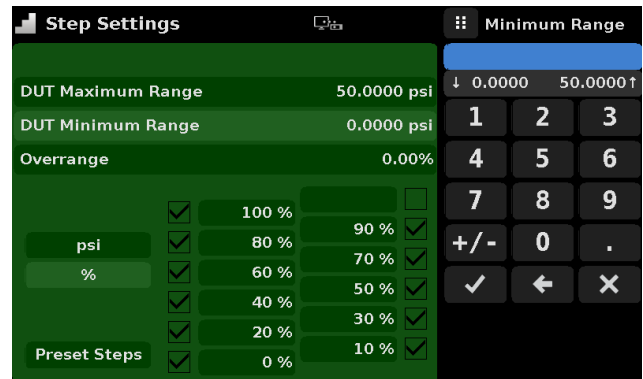 Step Settings
Minimum Range
↓ 0.0000 50.0000↑
DUT Maximum Range 50.0000 psi
DUT Minimum Range 0.0000 psi
Overrange 0.00%
100 %
90 %
80 %
70 %
60 %
50 %
40 %
30 %
20 %
10 %
0 %
psi
%
Preset Steps
1 2 3
4 5 6
7 8 9
+/- 0 .